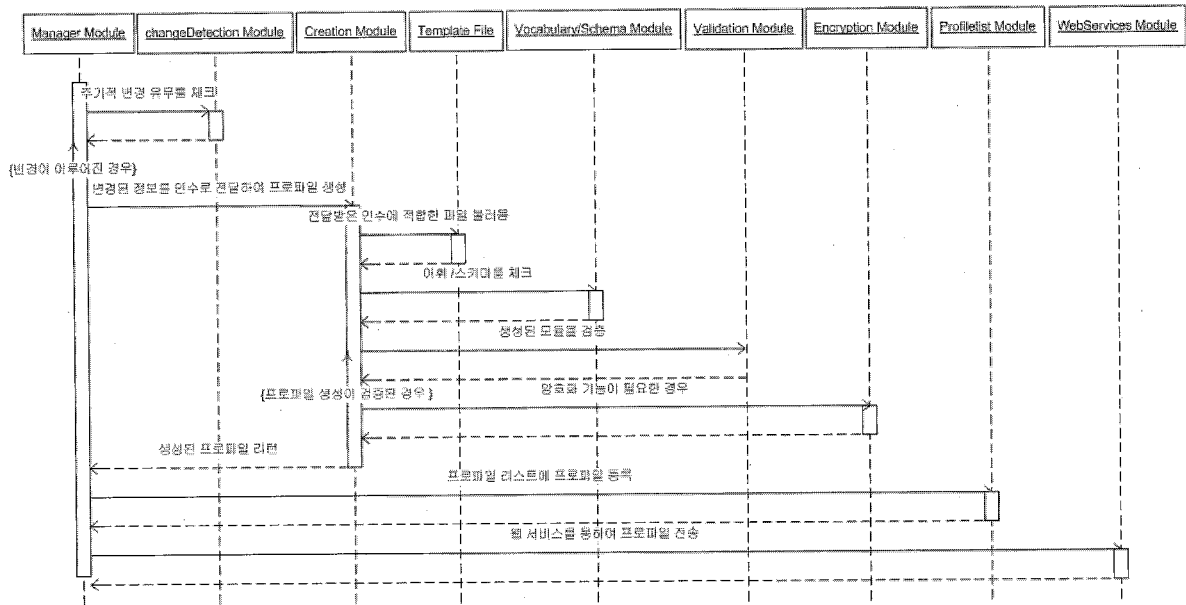 Manager Module
changeDetection Module
Creation Module
Template File
Vocabulary/Schema Module
Validation Module
Encryption Module
Profilelist Module
WebServices Module
주기적 변경 유무를 체크
{변경이 이루어진 경우}
변경된 정보를 인수로 전달하여 프로파일 생성
전달받은 인수에 적합한 파일 불러옴
어휘 /스키마를 체크
생성된 모듈을 검증
{프로파일 생성이 검증된 경우 }
암호화 기능이 필요한 경우
생성된 프로파일 리턴
프로파일 리스트에 프로파일 등록
웹 서비스를 통하여 프로파일 전송